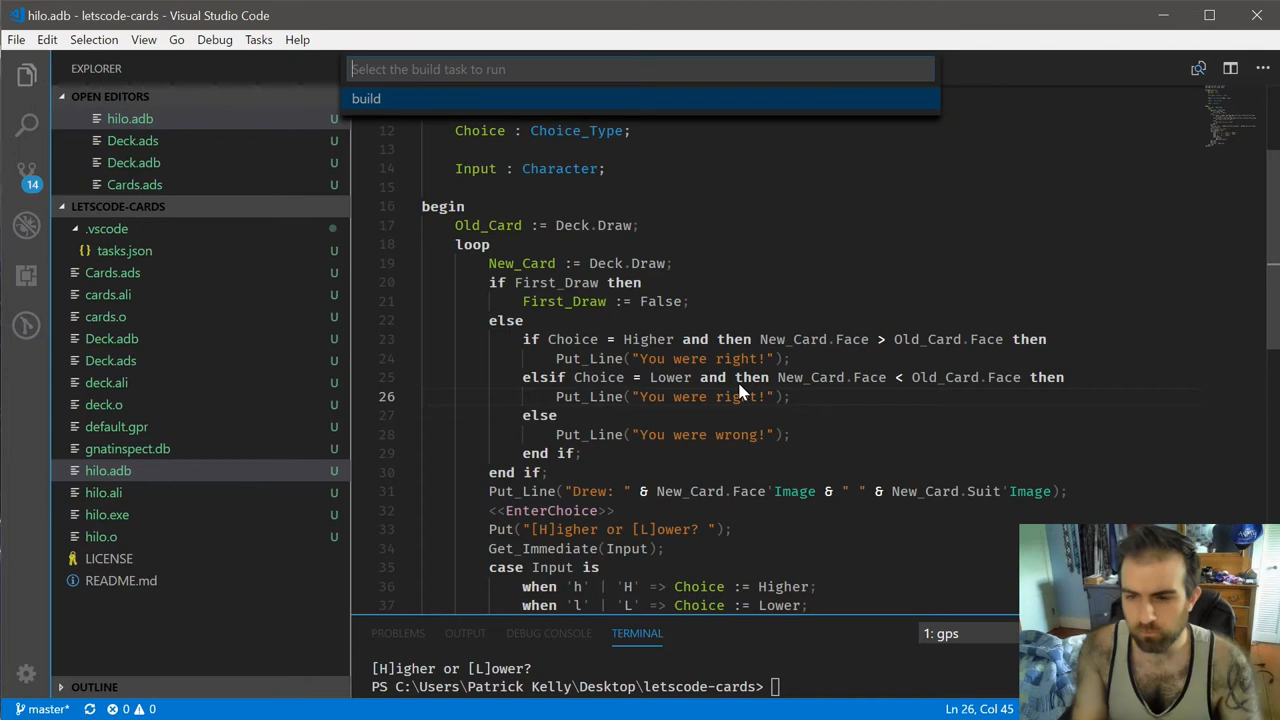 hilo.adb - letscode-cards - Visual Studio Code
File Edit Selection View Go Debug Tasks Help
EXPLORER
Select the build task to run
build
OPEN EDITORS
hilo.adb U
Deck.ads U
Deck.adb U
Cards.ads U
14
LETSCODE-CARDS
.vscode
{} tasks.json U
Cards.ads U
cards.ali U
cards.o U
Deck.adb U
Deck.ads U
deck.ali U
deck.o U
default.gpr U
gnatinspect.db U
hilo.adb U
hilo.ali U
hilo.exe U
hilo.o U
LICENSE
README.md U
OUTLINE
12 Choice : Choice_Type;
13
14 Input : Character;
15
16 begin
17 Old_Card := Deck.Draw;
18 loop
19 New_Card := Deck.Draw;
20 if First_Draw then
21 First_Draw := False;
22 else
23 if Choice = Higher and then New_Card.Face > Old_Card.Face then
24 Put_Line("You were right!");
25 elsif Choice = Lower and then New_Card.Face < Old_Card.Face then
26 Put_Line("You were right!");
27 else
28 Put_Line("You were wrong!");
29 end if;
30 end if;
31 Put_Line("Drew: " & New_Card.Face'Image & " " & New_Card.Suit'Image);
32 <<EnterChoice>>
33 Put("[H]igher or [L]ower? ");
34 Get_Immediate(Input);
35 case Input is
36 when 'h' | 'H' => Choice := Higher;
37 when 'l' | 'L' => Choice := Lower;
PROBLEMS OUTPUT DEBUG CONSOLE TERMINAL 1: gps
[H]igher or [L]ower?
PS C:\Users\Patrick Kelly\Desktop\letscode-cards>
master* 0 0 Ln 26, Col 45